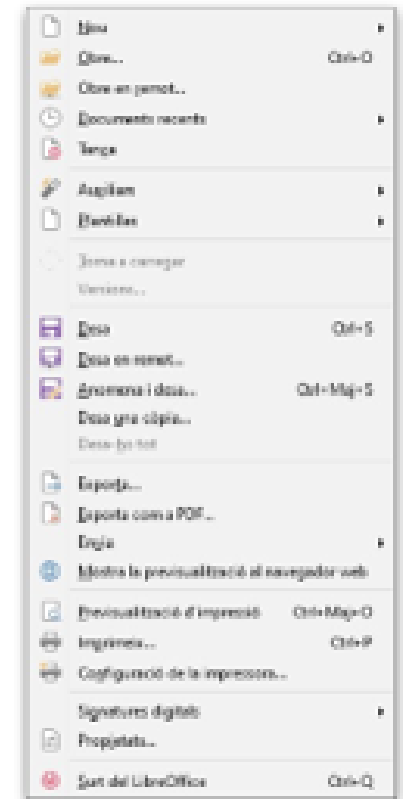 Nou
Obre... Ctrl+O
Obre en remot...
Documents recents
Tanca
Auxiliars
Plantilles
Torna a carregar
Versions...
Desa Ctrl+S
Desa en remot...
Anomena i desa... Ctrl+Maj+S
Desa una còpia...
Desa-ho tot
Exporta...
Exporta com a PDF...
Envia
Mostra la previsualització al navegador web
Previsualització d'impressió Ctrl+Maj+O
Imprimeix... Ctrl+P
Configuració de la impressora...
Signatures digitals
Propietats...
Surt del LibreOffice Ctrl+Q